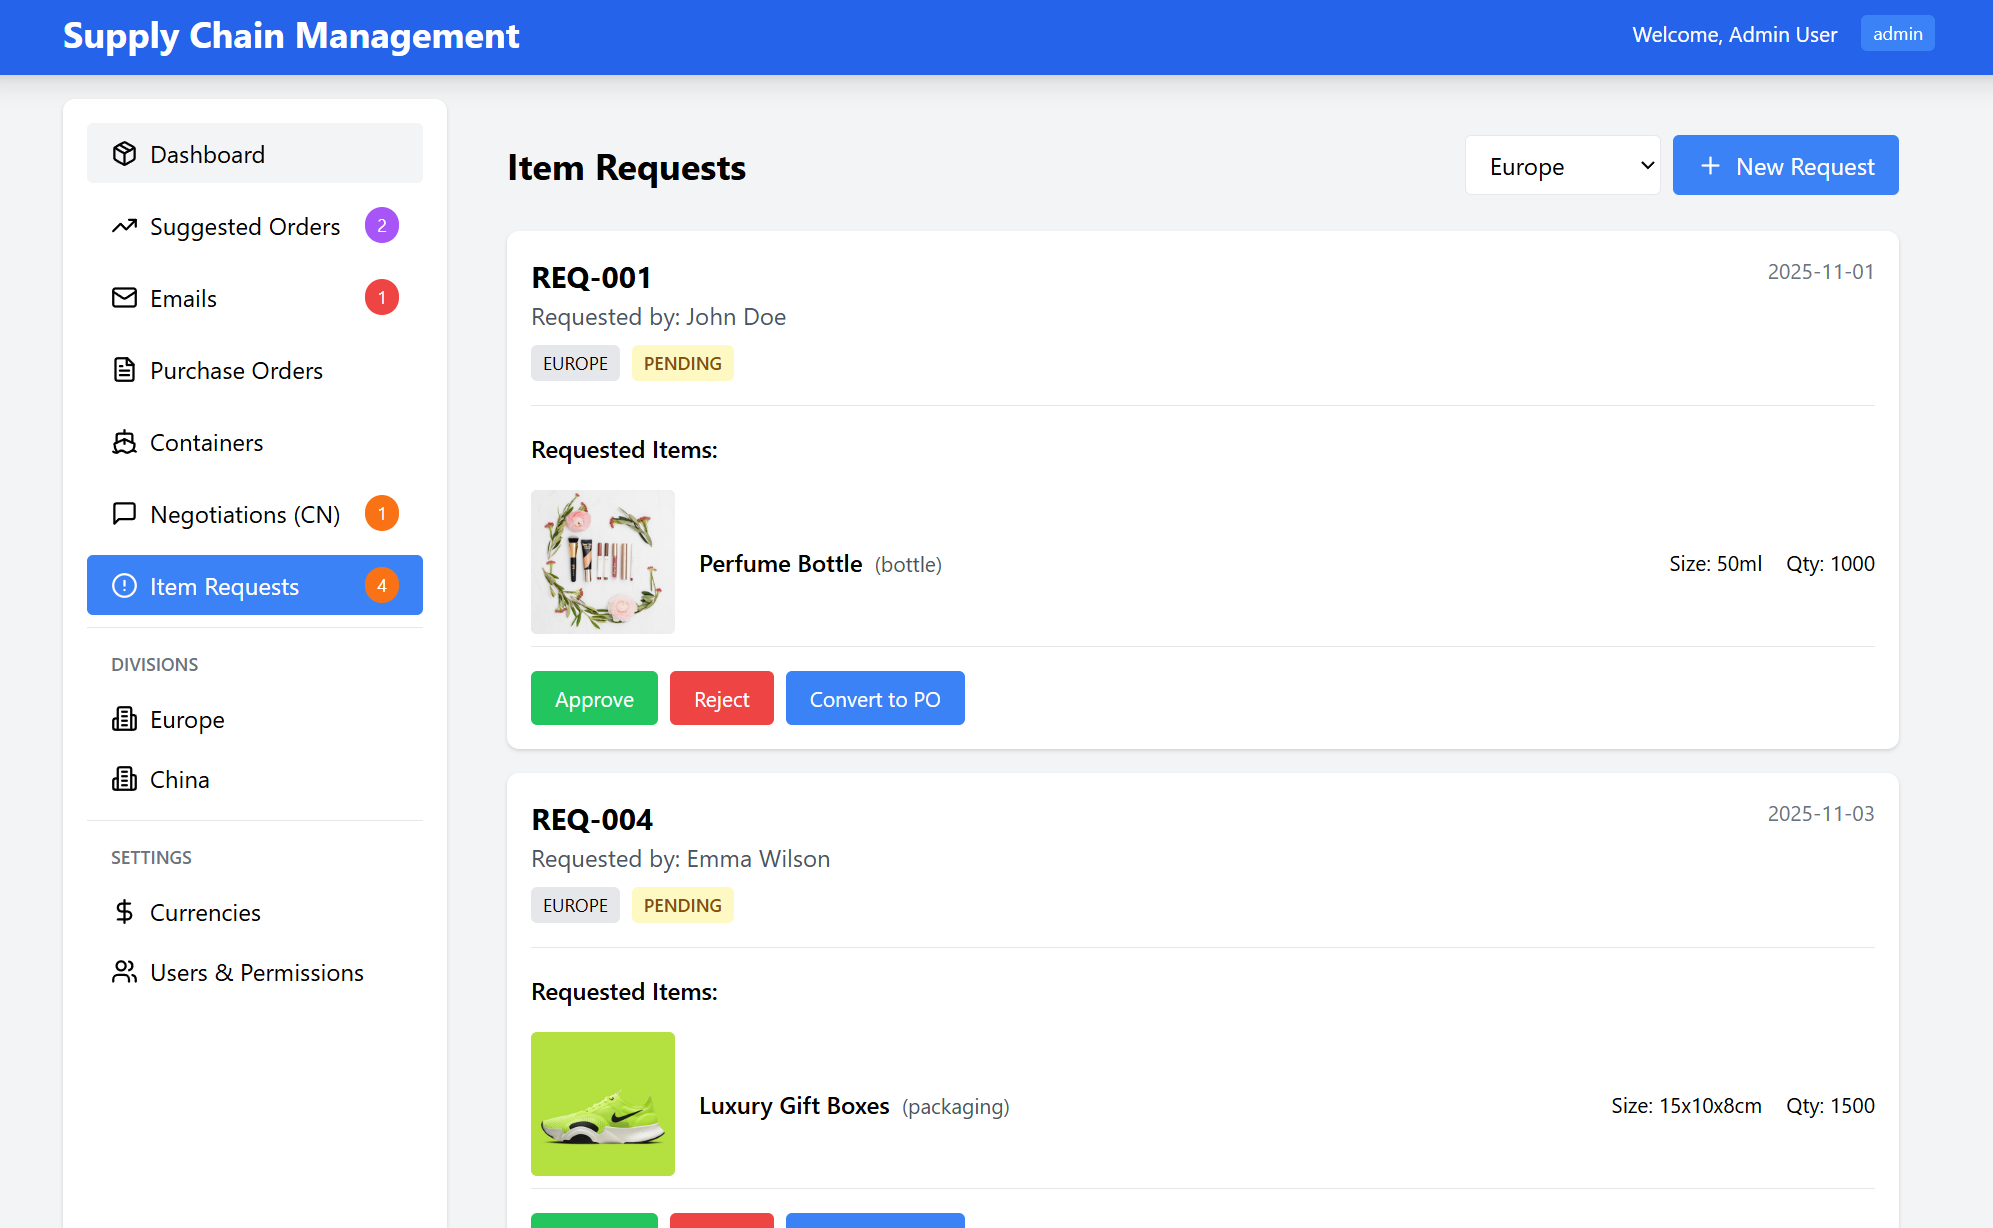 Supply Chain Management
Welcome, Admin User
admin
Dashboard
Suggested Orders 2
Emails 1
Purchase Orders
Containers
Negotiations (CN) 1
Item Requests 4
DIVISIONS
Europe
China
SETTINGS
Currencies
Users & Permissions
Item Requests
Europe
New Request
REQ-001
2025-11-01
Requested by: John Doe
EUROPE PENDING
Requested Items:
Perfume Bottle (bottle) Size: 50ml Qty: 1000
Approve Reject Convert to PO
REQ-004
2025-11-03
Requested by: Emma Wilson
EUROPE PENDING
Requested Items:
Luxury Gift Boxes (packaging) Size: 15x10x8cm Qty: 1500